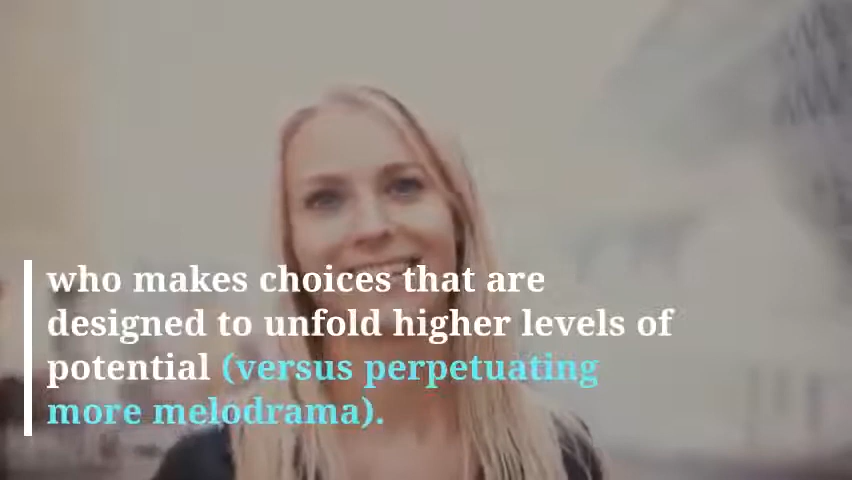 who makes choices that are
designed to unfold higher levels of
potential (versus perpetuating
more melodrama).